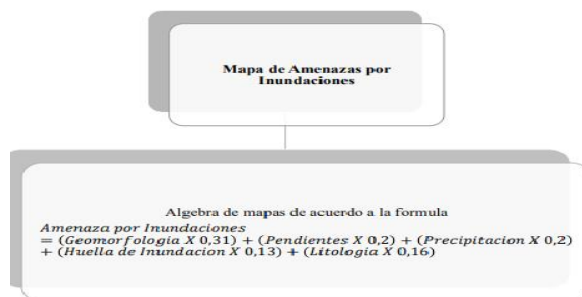 Mapa de Amenazas por
Inundaciones
Algebra de mapas de acuerdo a la formula
Amenaza por Inundaciones
= (Geomorfologia X 0,31) + (Pendientes X 0,2) + (Precipitacion X 0,2)
+ (Huella de Inundacion X 0,13) + (Litologia X 0,16)